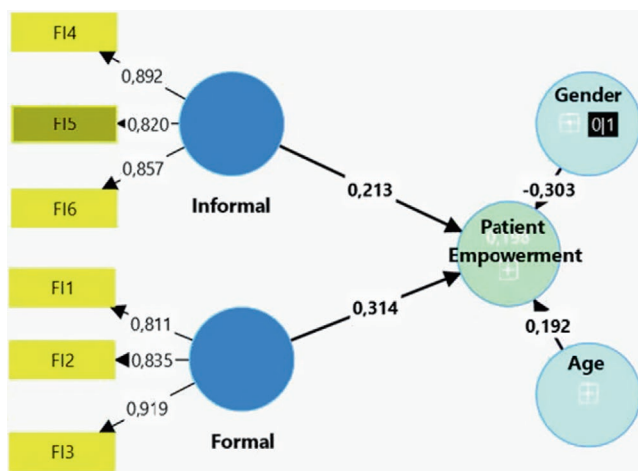 FI4
0,892
FI5
0,820
0,857
FI6
Informal
Gender
0|1
0,213
-0,303
Patient
Empowerment
FI1
0,811
FI2
0,835
0,314
0,919
FI3
Formal
0,192
Age